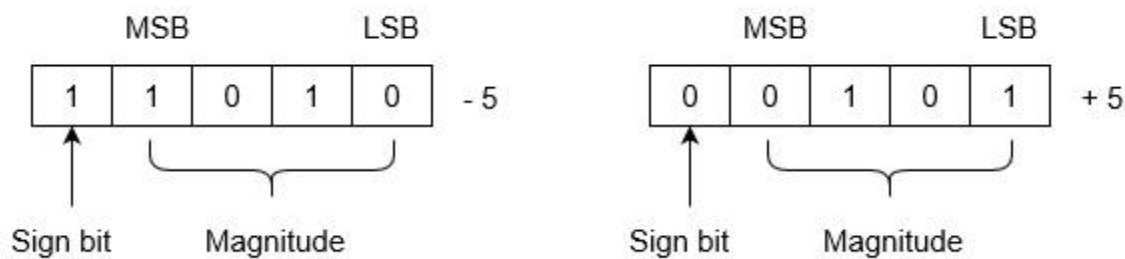 MSB LSB
1 1 0 1 0 - 5
Sign bit Magnitude
MSB LSB
0 0 1 0 1 + 5
Sign bit Magnitude